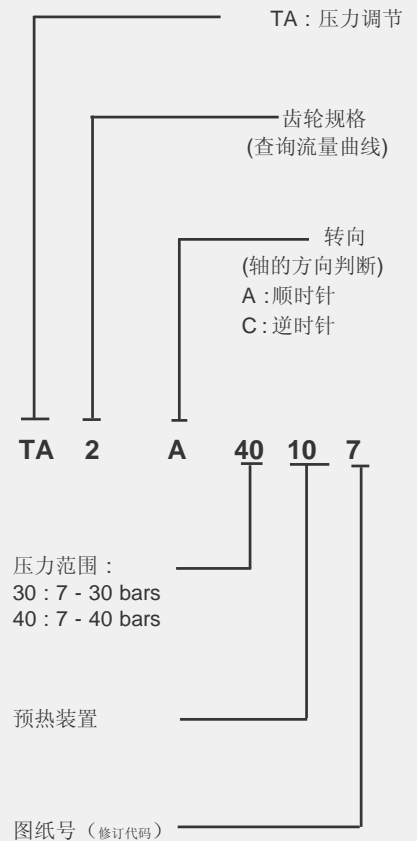 TA : 压力调节
齿轮规格
(查询流量曲线)
转向
(轴的方向判断)
A : 顺时针
C : 逆时针
TA 2 A 40 10 7
压力范围 :
30 : 7 - 30 bars
40 : 7 - 40 bars
预热装置
图纸号（修订代码）